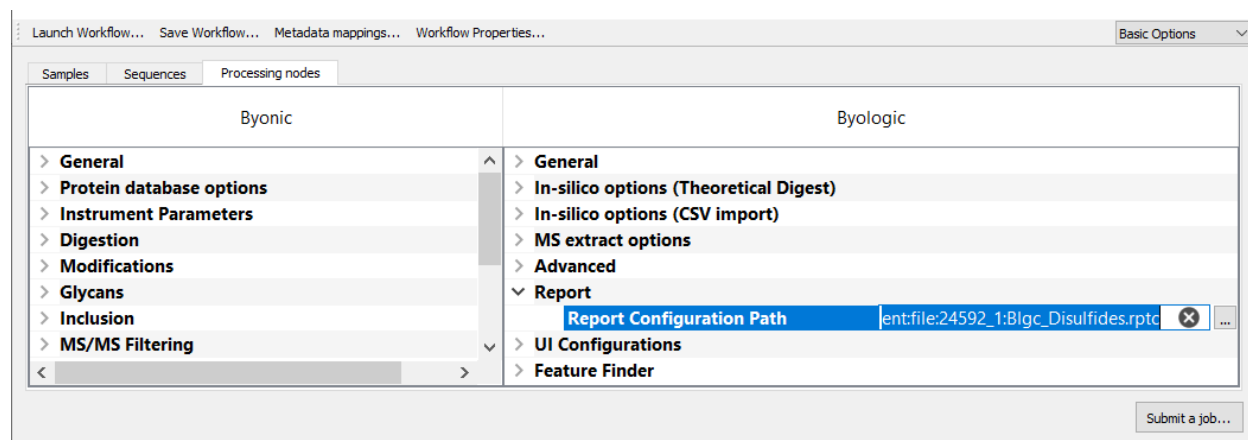 Launch Workflow... Save Workflow... Metadata mappings... Workflow Properties... Basic Options
Samples Sequences Processing nodes
Byonic Byologic
General General
Protein database options In-silico options (Theoretical Digest)
Instrument Parameters In-silico options (CSV import)
Digestion MS extract options
Modifications Advanced
Glycans Report
Inclusion Report Configuration Path ent:file:24592_1:Blgc_Disulfides.rptc ...
MS/MS Filtering UI Configurations
Feature Finder
Submit a job...